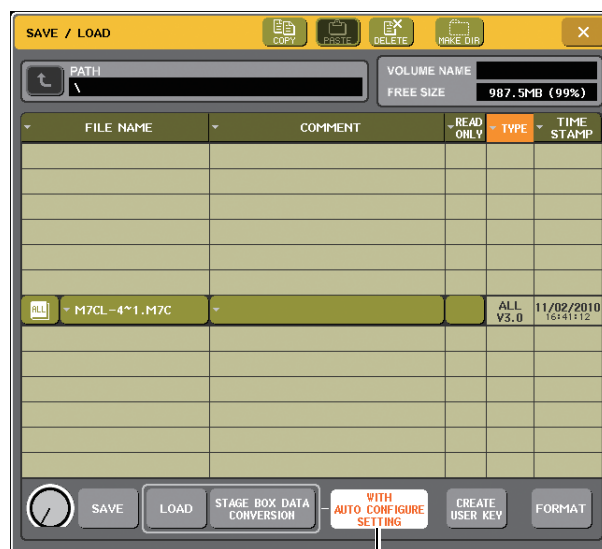 SAVE / LOAD
COPY
PASTE
DELETE
MAKE DIR
×
PATH
\
VOLUME NAME
FREE SIZE
987.5MB (99%)
FILE NAME
COMMENT
READ
ONLY
TYPE
TIME
STAMP
ALL
M7CL-4~1.M7C
ALL
V3.0
11/02/2010
16:41:12
SAVE
LOAD
STAGE BOX DATA
CONVERSION
WITH
AUTO CONFIGURE
SETTING
CREATE
USER KEY
FORMAT